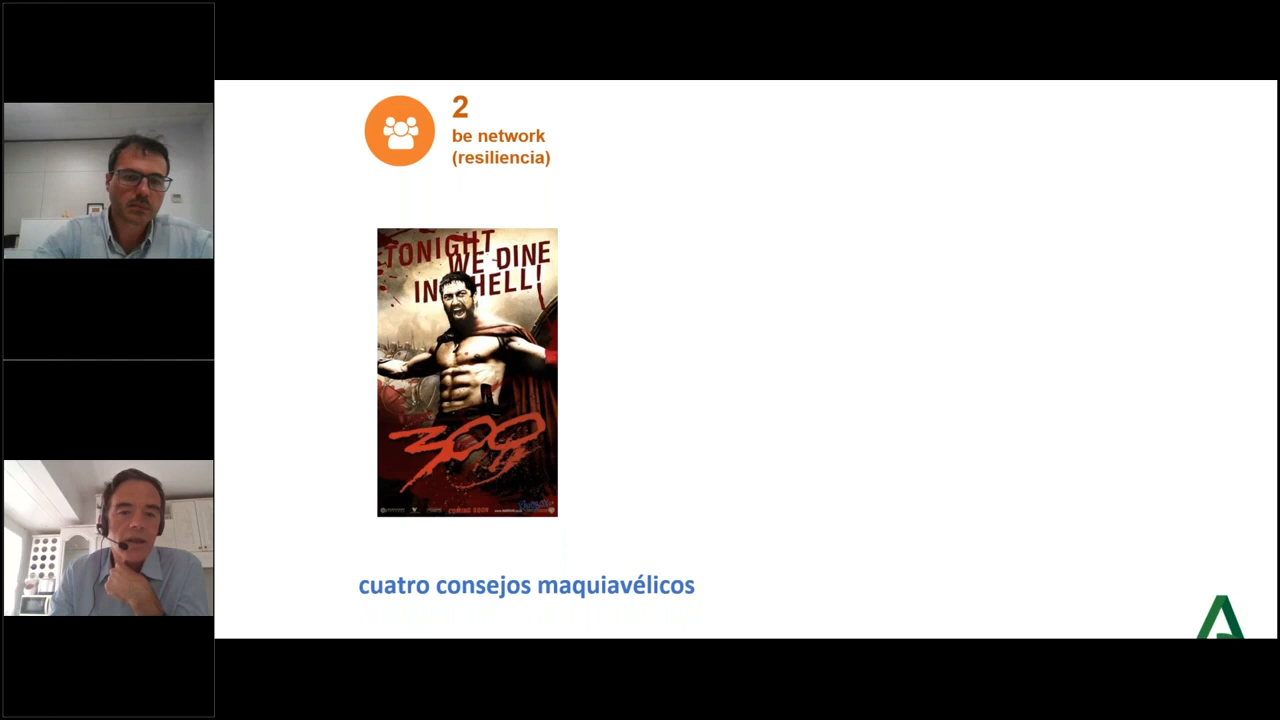 2
be network
(resiliencia)
TONIGHT
WE DINE
IN HELL!
300
cuatro consejos maquiavélicos